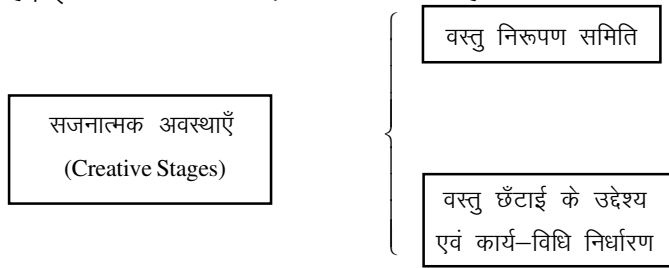 वस्तु निरूपण समिति
सजनात्मक अवस्थाएँ
(Creative Stages)
वस्तु छँटाई के उद्देश्य
एवं कार्य–विधि निर्धारण